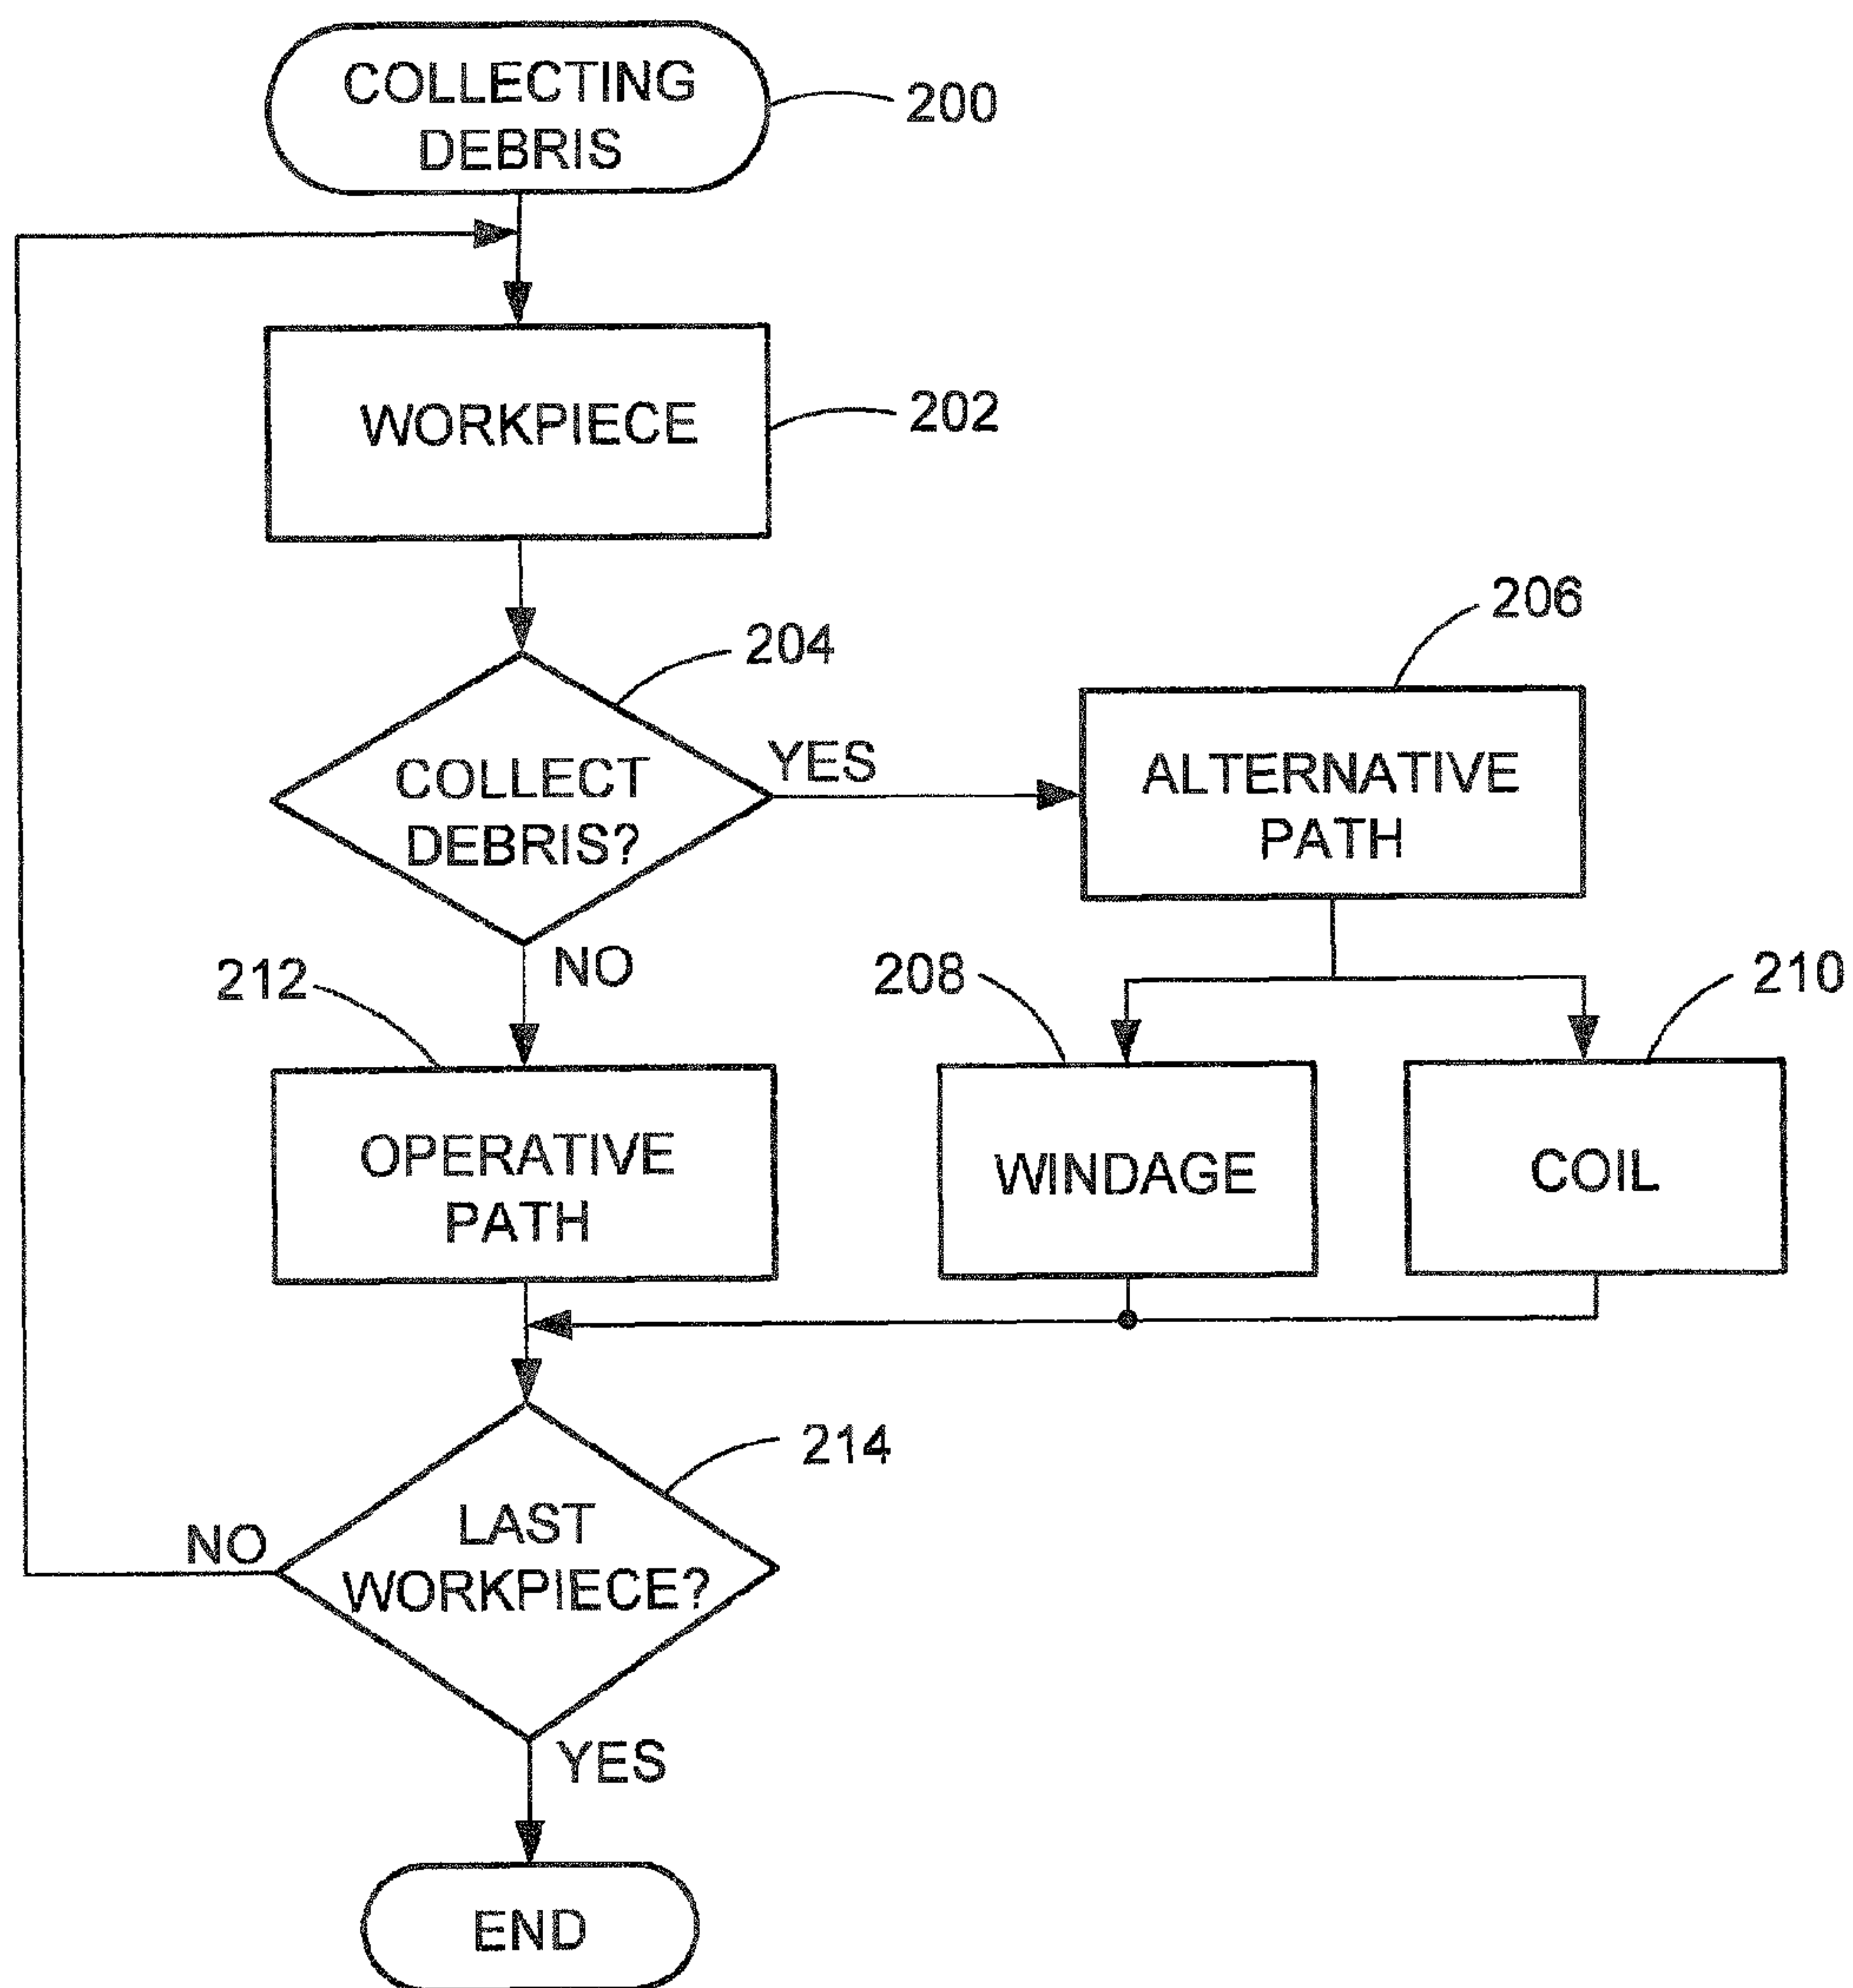 COLLECTING
DEBRIS
200
WORKPIECE
202
204
COLLECT
DEBRIS?
YES
206
ALTERNATIVE
PATH
NO
212
OPERATIVE
PATH
208
WINDAGE
210
COIL
214
LAST
WORKPIECE?
NO
YES
END